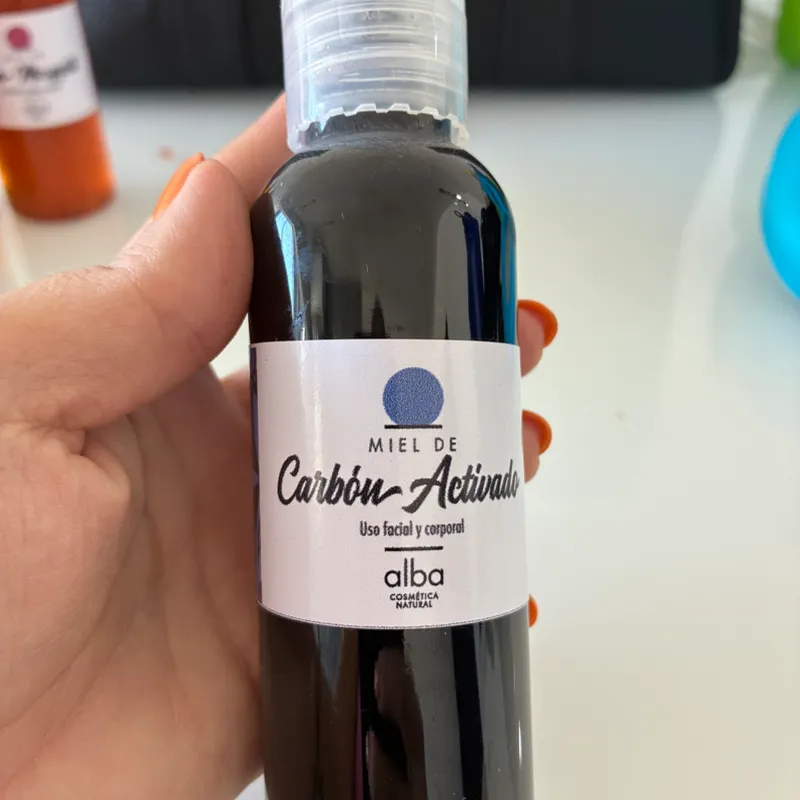 MIEL DE
Carbón Activado
Uso facial y corporal
alba
COSMÉTICA
NATURAL